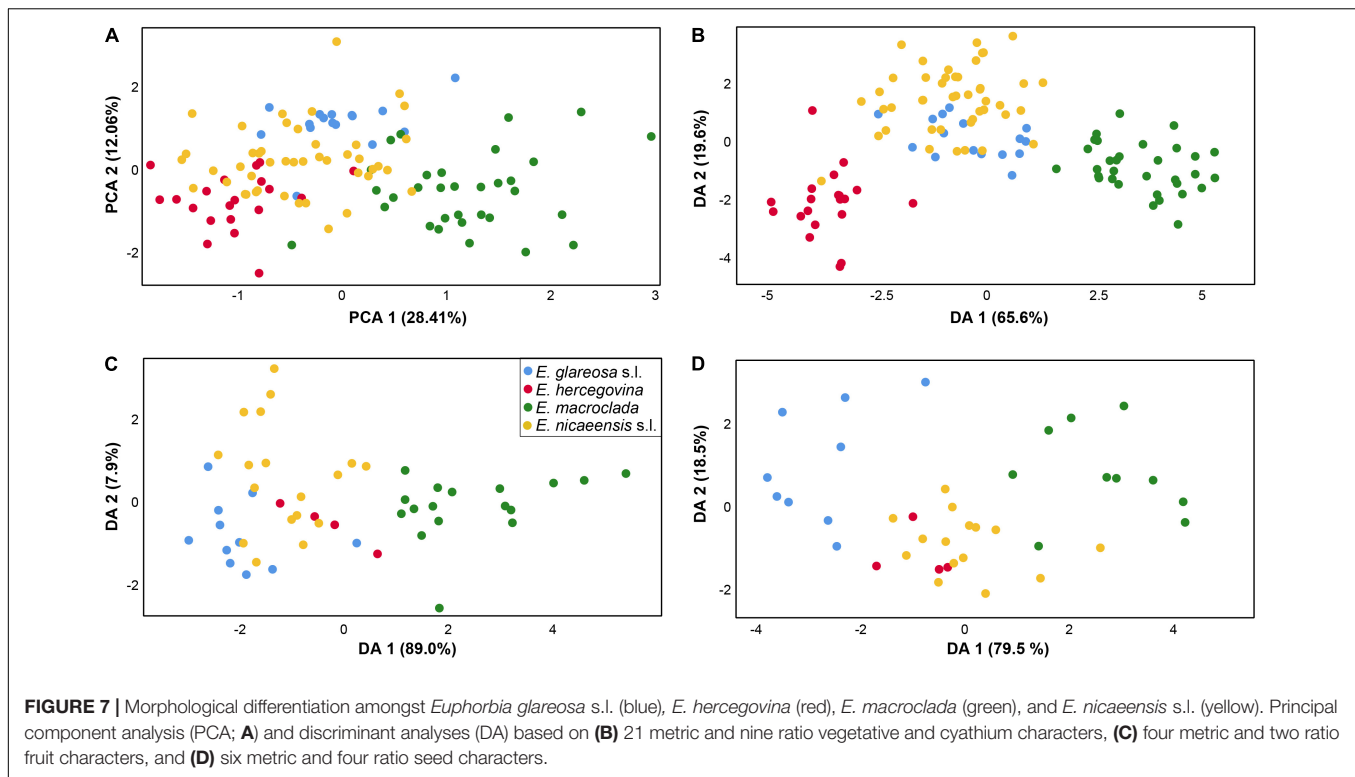 A
PCA 2 (12.06%)
2
0
-2
-1
0
1
2
3
PCA 1 (28.41%)
B
DA 2 (19.6%)
2
0
-2
-4
-5
-2.5
0
2.5
5
DA 1 (65.6%)
C
DA 2 (7.9%)
2
0
-2
-2
0
2
4
DA 1 (89.0%)
E. glareosa s.l.
E. hercegovina
E. macroclada
E. nicaeensis s.l.
D
DA 2 (18.5%)
2
0
-2
-4
-2
0
2
4
DA 1 (79.5 %)
FIGURE 7 | Morphological differentiation amongst Euphorbia glareosa s.l. (blue), E. hercegovina (red), E. macroclada (green), and E. nicaeensis s.l. (yellow). Principal
component analysis (PCA; A) and discriminant analyses (DA) based on (B) 21 metric and nine ratio vegetative and cyathium characters, (C) four metric and two ratio
fruit characters, and (D) six metric and four ratio seed characters.